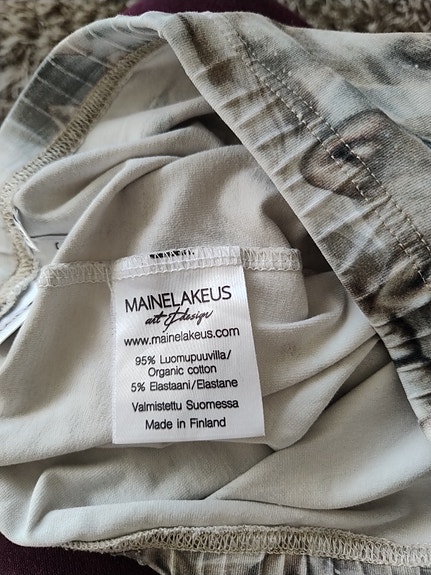 MAINELAKEUS
art & design
www.mainelakeus.com
95% Luomupuuvilla/
Organic cotton
5% Elastaani/Elastane
Valmistettu Suomessa
Made in Finland